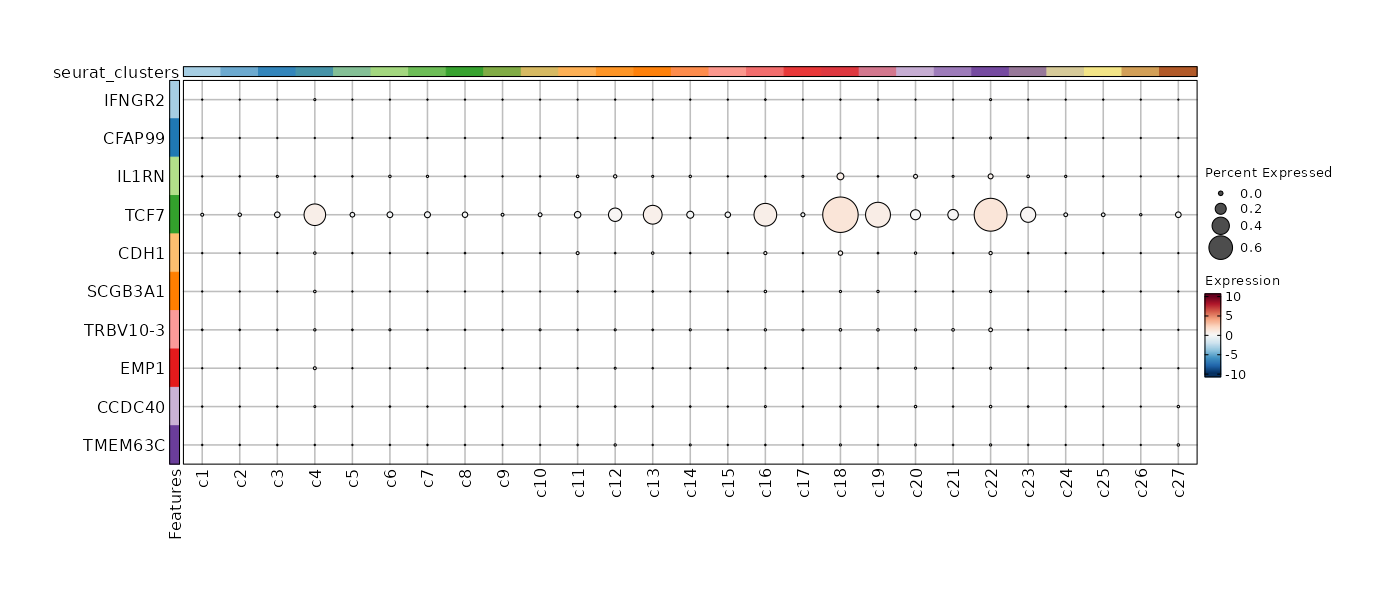 seurat_clusters
IFNGR2
CFAP99
IL1RN
TCF7
CDH1
SCGB3A1
TRBV10-3
EMP1
CCDC40
TMEM63C
Features
c1
c2
c3
c4
c5
c6
c7
c8
c9
c10
c11
c12
c13
c14
c15
c16
c17
c18
c19
c20
c21
c22
c23
c24
c25
c26
c27
Percent Expressed
0.0
0.2
0.4
0.6
Expression
10
5
0
-5
-10